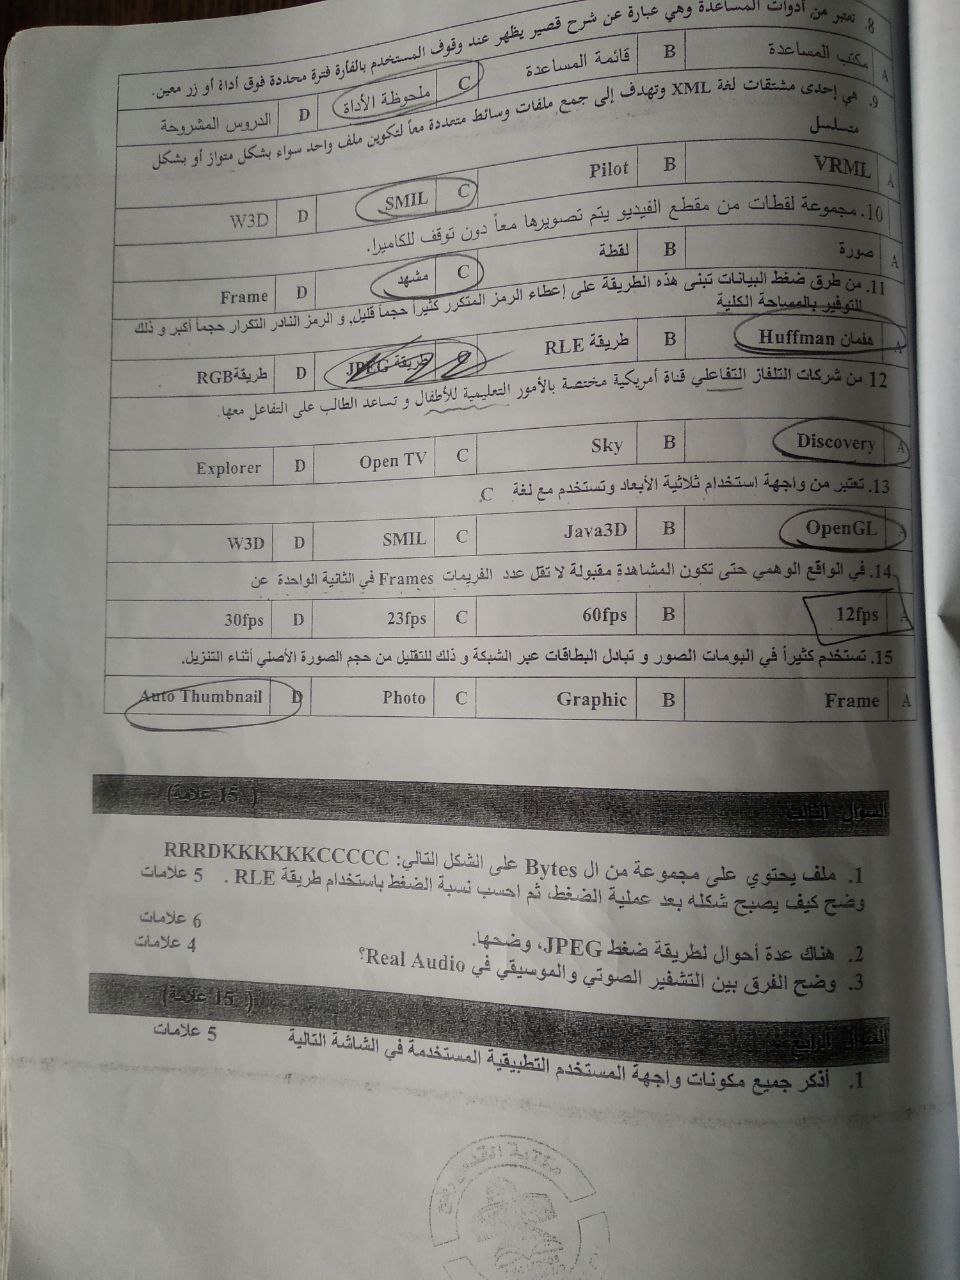 8 تعتبر من أدوات المساعدة وهي عبارة عن شرح قصير يظهر عند وقوف المستخدم بالفأرة فترة محددة فوق أداة أو زر معين.
A مكتب المساعدة B قائمة المساعدة C ملحوظة الأداة D الدروس المشروحة
9. هي إحدى مشتقات لغة XML وتهدف إلى جمع ملفات وسائط متعددة معاً لتكوين ملف واحد سواء بشكل متواز أو بشكل
متسلسل
A VRML B Pilot C SMIL D W3D
10. مجموعة لقطات من مقطع الفيديو يتم تصويرها معاً دون توقف للكاميرا.
A صورة B لقطة C مشهد D Frame
11. من طرق ضغط البيانات تبنى هذه الطريقة على إعطاء الرمز المتكرر كثيراً حجماً قليل, و الرمز النادر التكرار حجماً أكبر و ذلك
للتوفير بالمساحة الكلية
A هفمان Huffman B طريقة RLE C طريقة JPEG D طريقة RGB
12. من شركات التلفاز التفاعلي قناة أمريكية مختصة بالأمور التعليمية للأطفال و تساعد الطالب على التفاعل معها.
A Discovery B Sky C Open TV D Explorer
13. تعتبر من واجهة استخدام ثلاثية الأبعاد وتستخدم مع لغة C.
A OpenGL B Java3D C SMIL D W3D
14. في الواقع الوهمي حتى تكون المشاهدة مقبولة لا تقل عدد الفريمات Frames في الثانية الواحدة عن
A 12fps B 60fps C 23fps D 30fps
15. تستخدم كثيراً في البومات الصور و تبادل البطاقات عبر الشبكة و ذلك للتقليل من حجم الصورة الأصلي أثناء التنزيل.
A Frame B Graphic C Photo D Auto Thumbnail
السؤال الثالث ( 15 علامة)
1. ملف يحتوي على مجموعة من ال Bytes على الشكل التالي: RRRDKKKKKKCCCCC
وضح كيف يصبح شكله بعد عملية الضغط، ثم احسب نسبة الضغط باستخدام طريقة RLE . 5 علامات
2. هناك عدة أحوال لطريقة ضغط JPEG، وضحها. 6 علامات
3. وضح الفرق بين التشفير الصوتي والموسيقي في Real Audio؟ 4 علامات
السؤال الرابع ( 15 علامة)
1. أذكر جميع مكونات واجهة المستخدم التطبيقية المستخدمة في الشاشة التالية 5 علامات